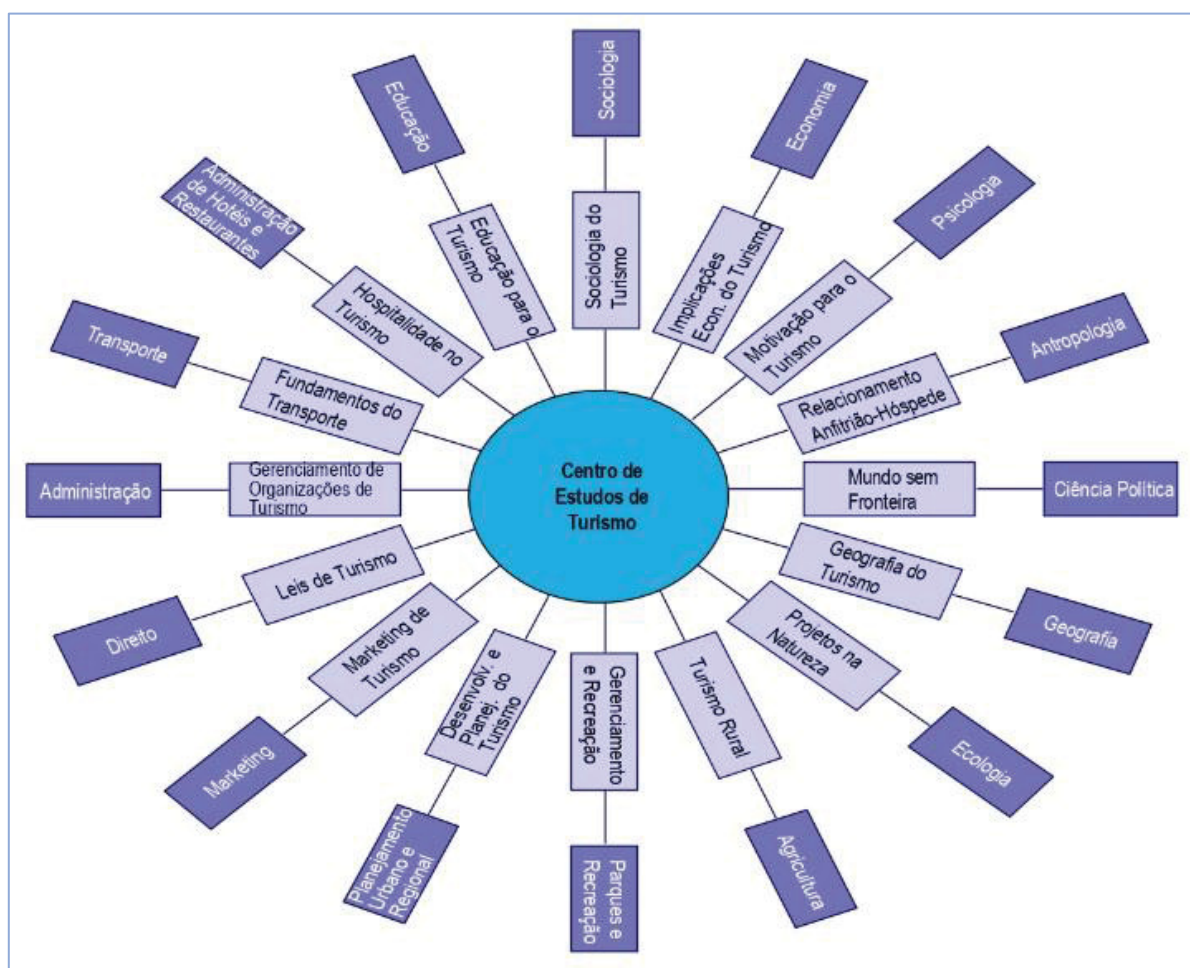 Centro de
Estudos de
Turismo
Sociologia
Sociologia do
Turismo
Economia
Implicações
Econ. do Turismo
Psicologia
Motivação para o
Turismo
Antropologia
Relacionamento
Anfitrião-Hóspede
Ciência Política
Mundo sem
Fronteira
Geografia
Geografia do
Turismo
Ecologia
Projetos na
Natureza
Agricultura
Turismo Rural
Parques e
Recreação
Gerenciamento
e Recreação
Planejamento
Urbano e
Regional
Desenvolv. e
Planej. do
Turismo
Marketing
Marketing de
Turismo
Direito
Leis de Turismo
Administração
Gerenciamento de
Organizações de
Turismo
Transporte
Fundamentos do
Transporte
Administração
de Hotéis e
Restaurantes
Hospitalidade no
Turismo
Educação
Educação para o
Turismo